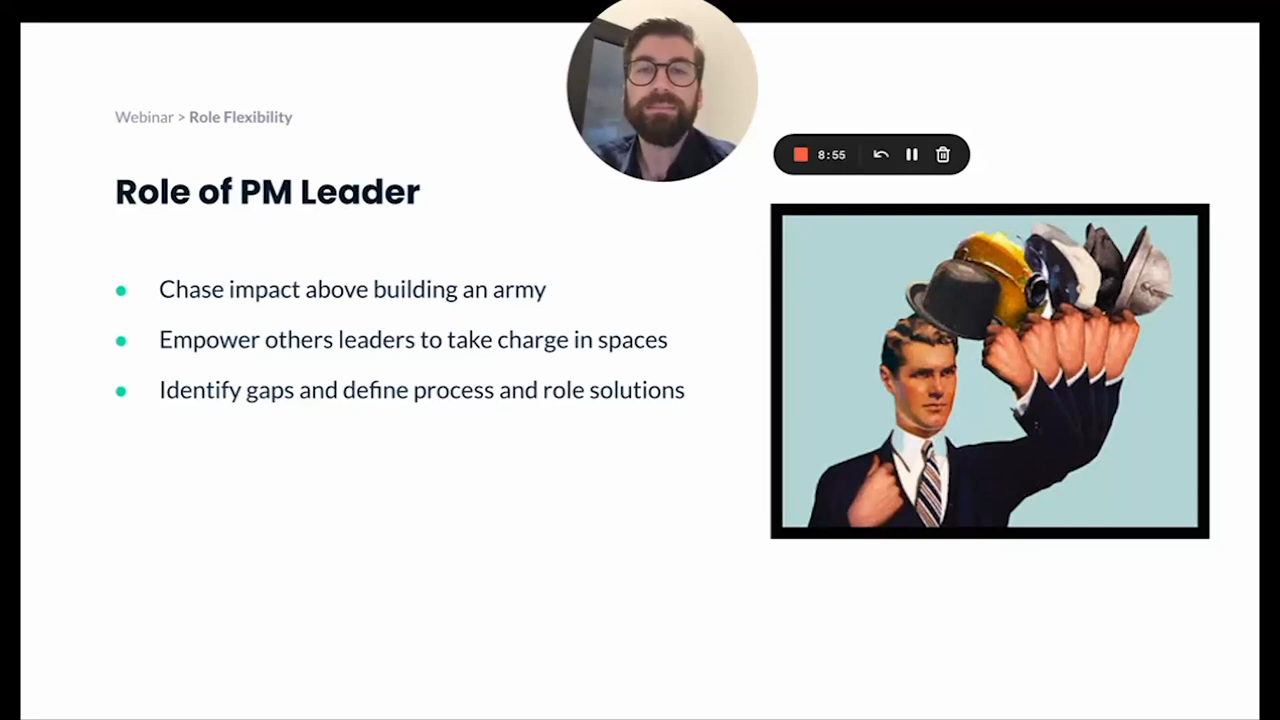 Webinar > Role Flexibility
8:55
Role of PM Leader
Chase impact above building an army
Empower others leaders to take charge in spaces
Identify gaps and define process and role solutions